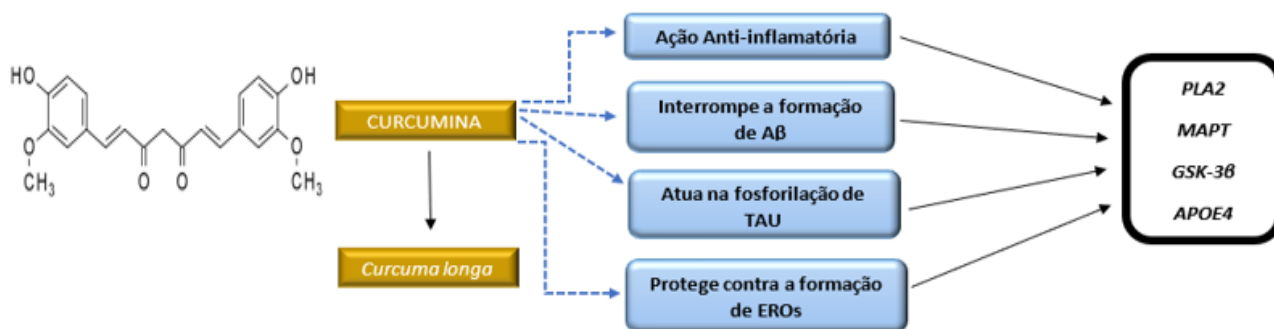 HO
O
CH3
O
O
OH
O
CH3
CURCUMINA
Curcuma longa
Ação Anti-inflamatória
Interrompe a formação
de Aβ
Atua na fosforilação de
TAU
Protege contra a formação
de EROs
PLA2
MAPT
GSK-3β
APOE4